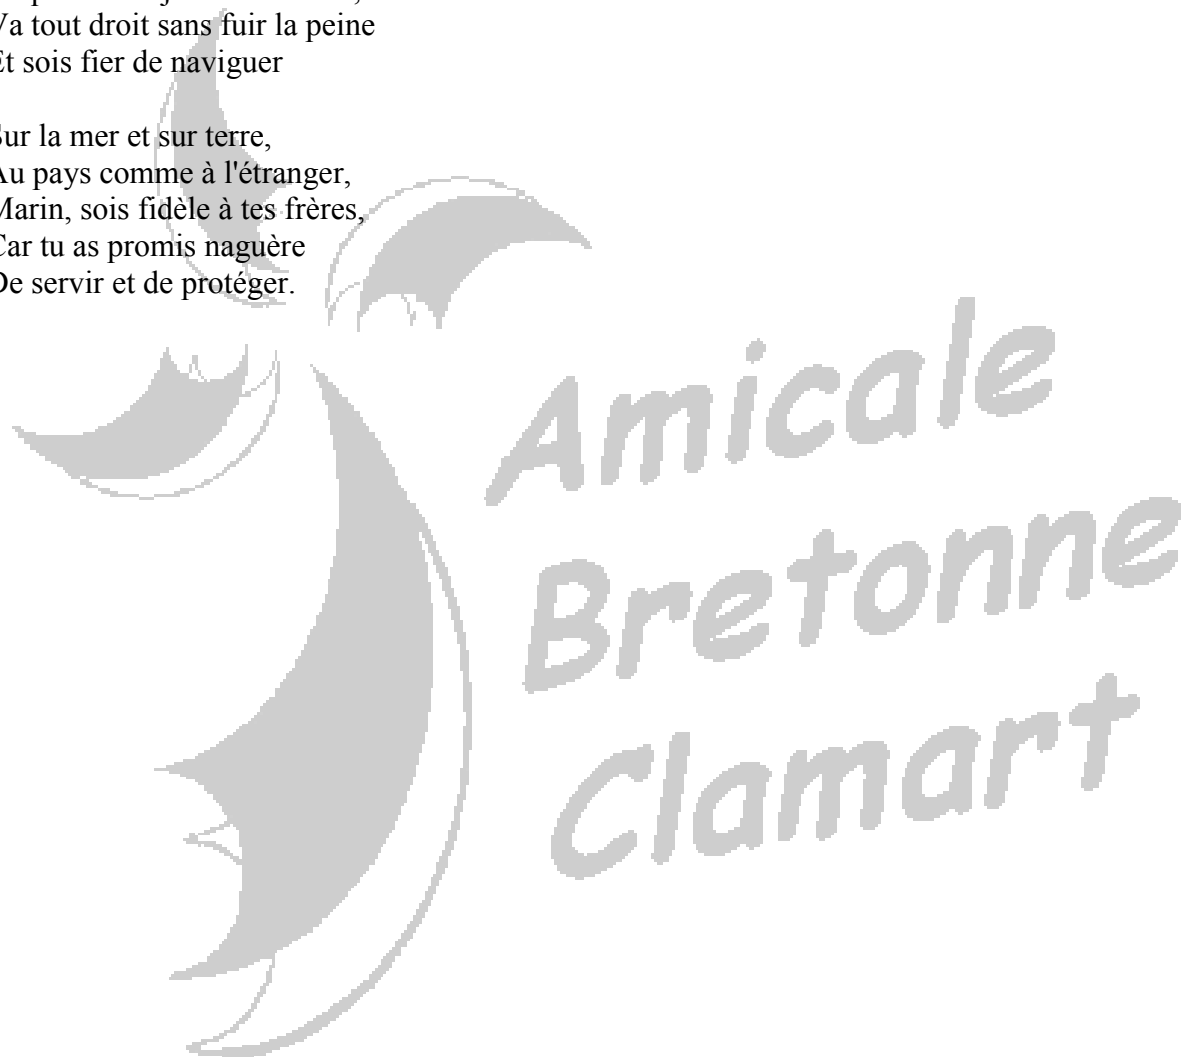 Va tout droit sans fuir la peine
Et sois fier de naviguer
Sur la mer et sur terre,
Au pays comme à l'étranger,
Marin, sois fidèle à tes frères,
Car tu as promis naguère
De servir et de protéger.
Amicale
Bretonne
Clamart